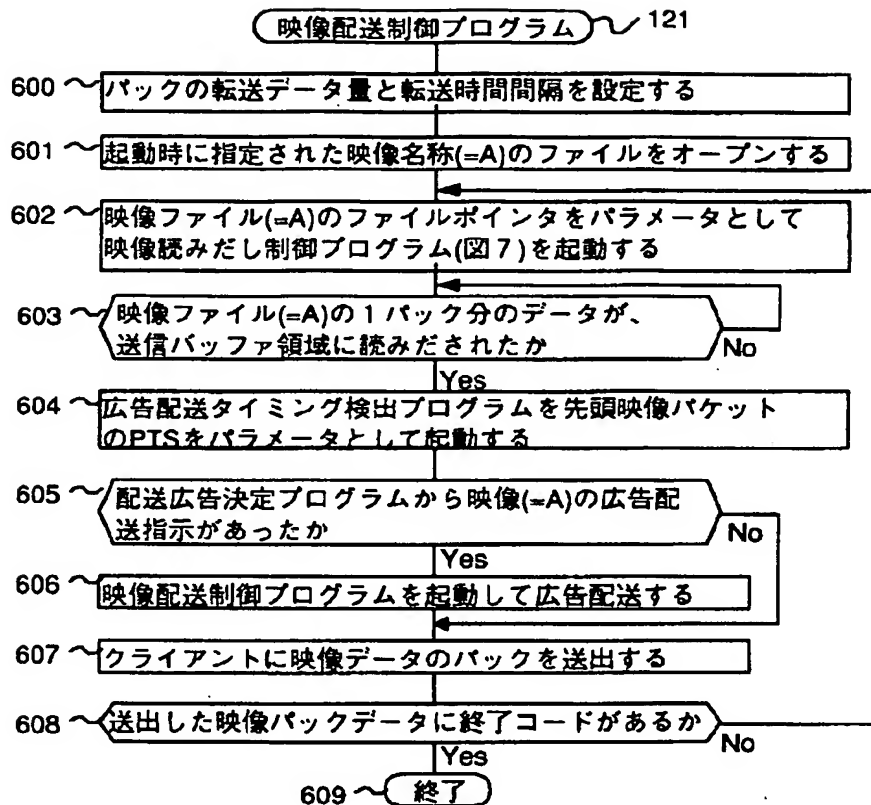 映像配送制御プログラム 121
600 パックの転送データ量と転送時間間隔を設定する
601 起動時に指定された映像名称(=A)のファイルをオープンする
602 映像ファイル(=A)のファイルポインタをパラメータとして
映像読みだし制御プログラム(図7)を起動する
603 映像ファイル(=A)の1パック分のデータが、
送信バッファ領域に読みだされたか
No
Yes
604 広告配送タイミング検出プログラムを先頭映像パケット
のPTSをパラメータとして起動する
605 配送広告決定プログラムから映像(=A)の広告配
送指示があったか
No
Yes
606 映像配送制御プログラムを起動して広告配送する
607 クライアントに映像データのパックを送出する
608 送出した映像パックデータに終了コードがあるか
No
Yes
609 終了